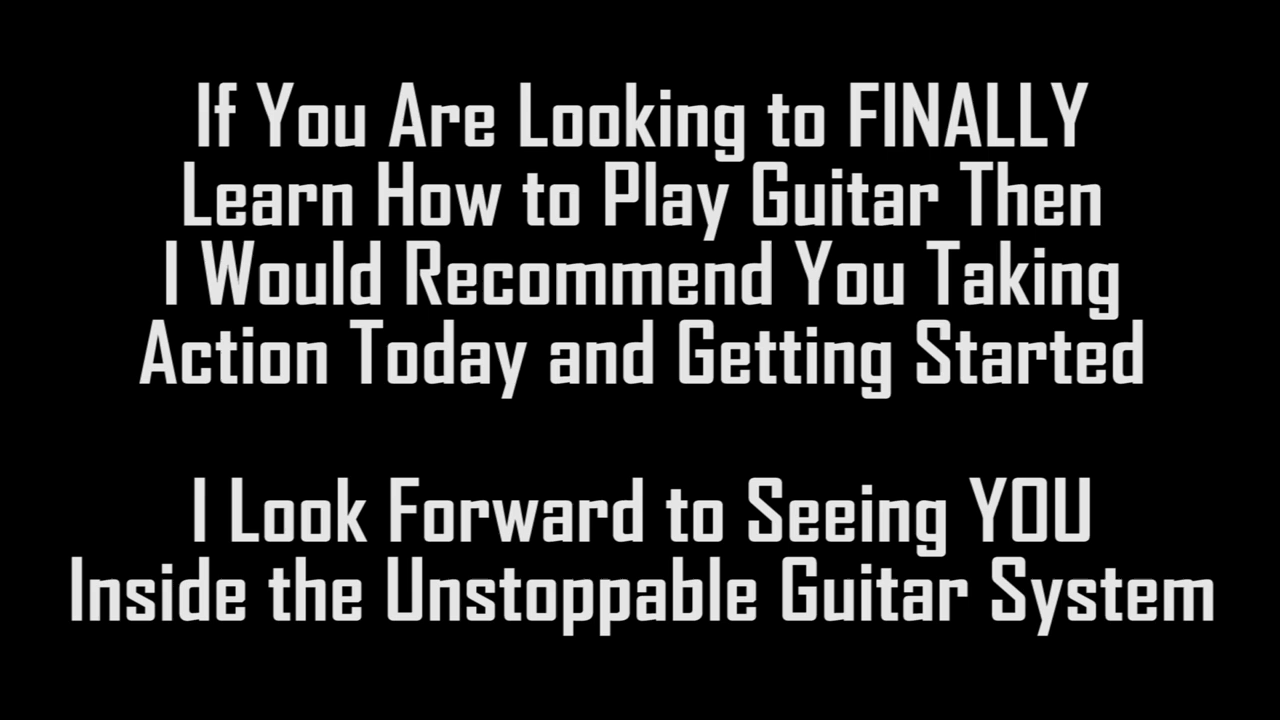 If You Are Looking to FINALLY
Learn How to Play Guitar Then
I Would Recommend You Taking
Action Today and Getting Started
I Look Forward to Seeing YOU
Inside the Unstoppable Guitar System